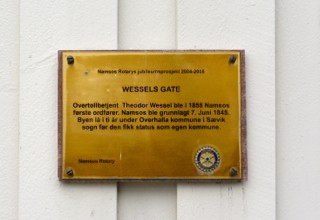 Namsos Rotarys jubileumsprosjekt 2004-2005
WESSELS GATE
Overtollbetjent Theodor Wessel ble i 1855 Namsos
første ordfører. Namsos ble grunnlagt 7. Juni 1845.
Byen lå i ti år under Overhalla kommune i Sævik
sogn før den fikk status som egen kommune.
Namsos Rotary